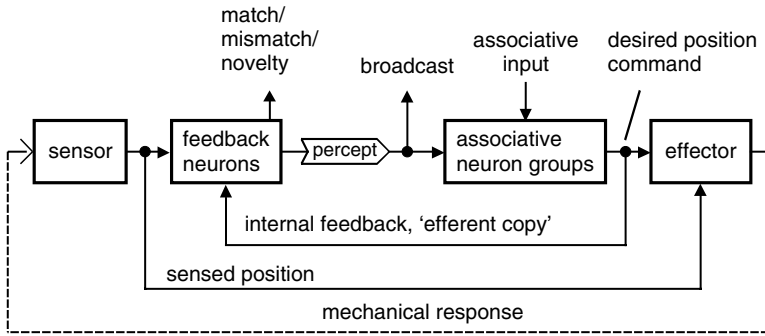 match/
mismatch/
novelty
broadcast
associative
input
desired position
command
sensor
feedback
neurons
percept
associative
neuron groups
effector
internal feedback, ‘efferent copy’
sensed position
mechanical response